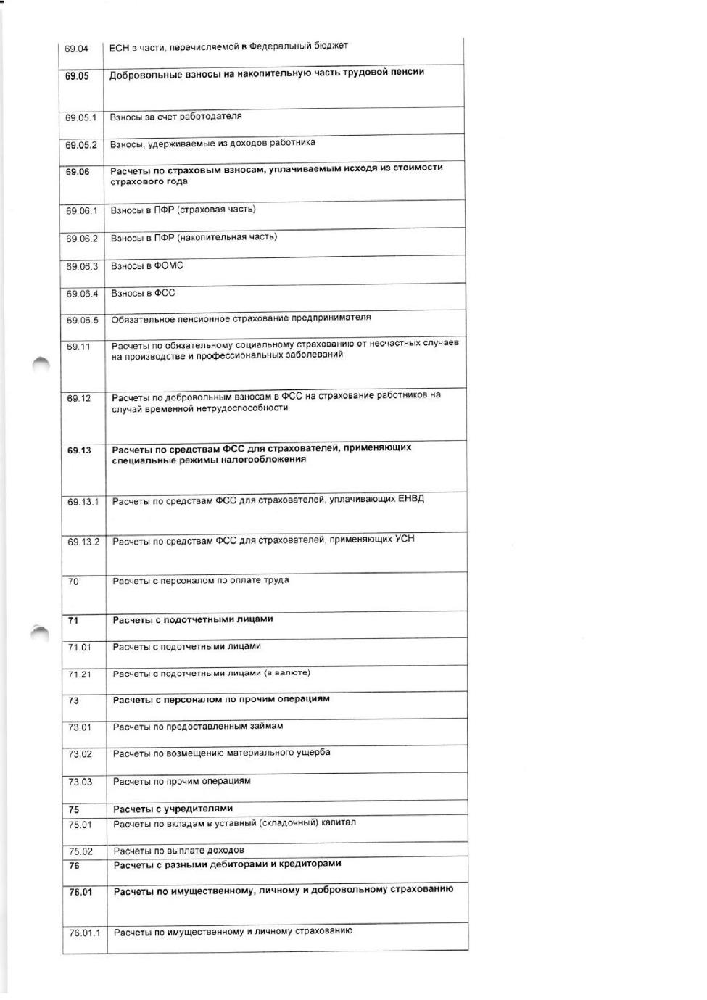 69.04 ЕСН в части, перечисляемой в Федеральный бюджет
69.05 Добровольные взносы на накопительную часть трудовой пенсии
69.05.1 Взносы за счет работодателя
69.05.2 Взносы, удерживаемые из доходов работника
69.06 Расчеты по страховым взносам, уплачиваемым исходя из стоимости
страхового года
69.06.1 Взносы в ПФР (страховая часть)
69.06.2 Взносы в ПФР (накопительная часть)
69.06.3 Взносы в ФОМС
69.06.4 Взносы в ФСС
69.06.5 Обязательное пенсионное страхование предпринимателя
69.11 Расчеты по обязательному социальному страхованию от несчастных случаев
на производстве и профессиональных заболеваний
69.12 Расчеты по добровольным взносам в ФСС на страхование работников на
случай временной нетрудоспособности
69.13 Расчеты по средствам ФСС для страхователей, применяющих
специальные режимы налогообложения
69.13.1 Расчеты по средствам ФСС для страхователей, уплачивающих ЕНВД
69.13.2 Расчеты по средствам ФСС для страхователей, применяющих УСН
70 Расчеты с персоналом по оплате труда
71 Расчеты с подотчетными лицами
71.01 Расчеты с подотчетными лицами
71.21 Расчеты с подотчетными лицами (в валюте)
73 Расчеты с персоналом по прочим операциям
73.01 Расчеты по предоставленным займам
73.02 Расчеты по возмещению материального ущерба
73.03 Расчеты по прочим операциям
75 Расчеты с учредителями
75.01 Расчеты по вкладам в уставный (складочный) капитал
75.02 Расчеты по выплате доходов
76 Расчеты с разными дебиторами и кредиторами
76.01 Расчеты по имущественному, личному и добровольному страхованию
76.01.1 Расчеты по имущественному и личному страхованию